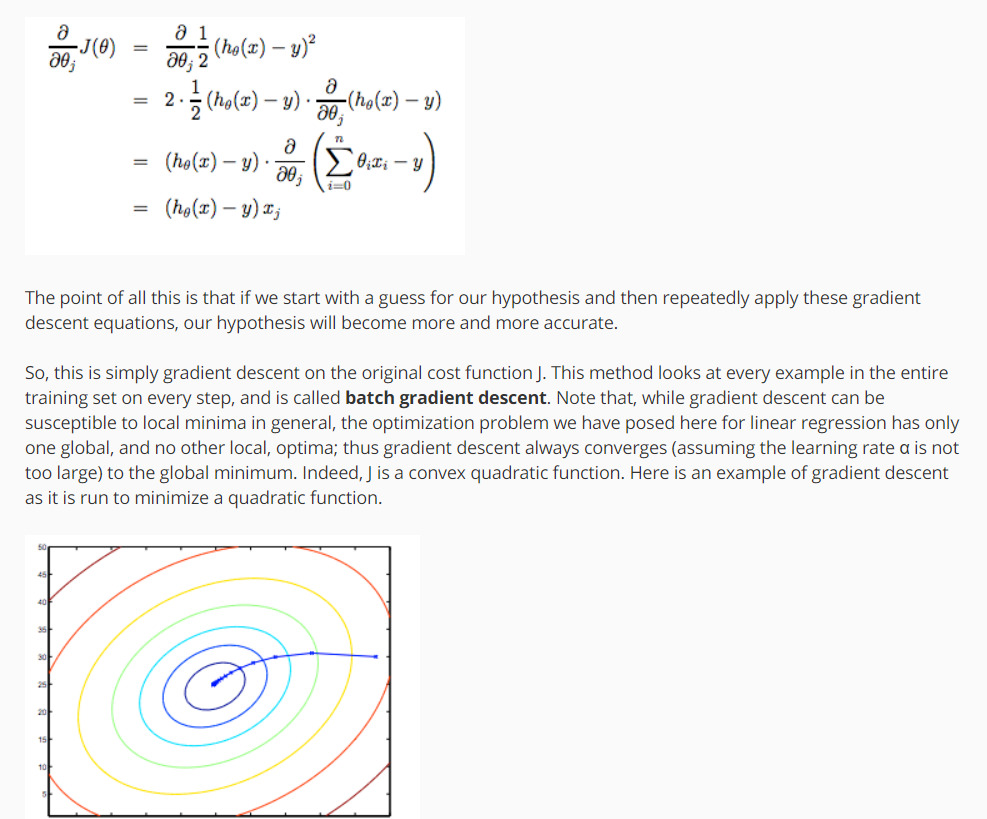 ∂/∂θ_j J(θ) = ∂/∂θ_j 1/2 (h_θ(x) − y)²
= 2 · 1/2 (h_θ(x) − y) · ∂/∂θ_j (h_θ(x) − y)
= (h_θ(x) − y) · ∂/∂θ_j (∑_{i=0}^{n} θ_i x_i − y)
= (h_θ(x) − y) x_j
The point of all this is that if we start with a guess for our hypothesis and then repeatedly apply these gradient
descent equations, our hypothesis will become more and more accurate.
So, this is simply gradient descent on the original cost function J. This method looks at every example in the entire
training set on every step, and is called batch gradient descent. Note that, while gradient descent can be
susceptible to local minima in general, the optimization problem we have posed here for linear regression has only
one global, and no other local, optima; thus gradient descent always converges (assuming the learning rate α is not
too large) to the global minimum. Indeed, J is a convex quadratic function. Here is an example of gradient descent
as it is run to minimize a quadratic function.
50
45
40
35
30
25
20
15
10
5